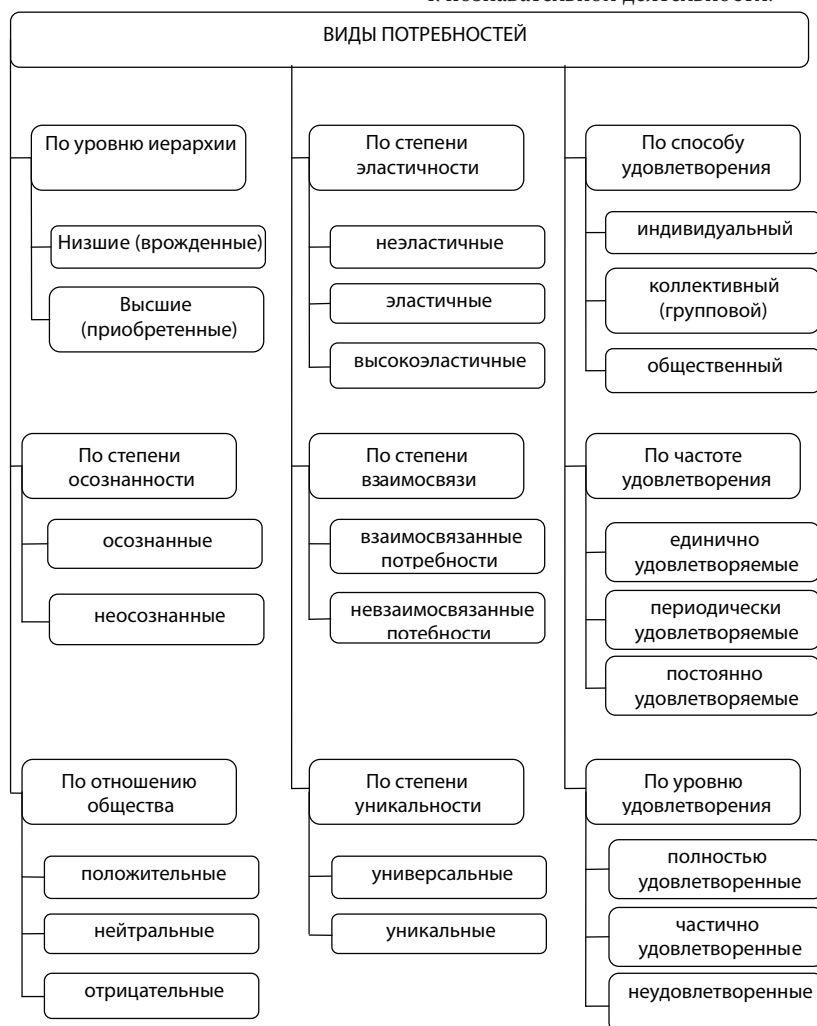 ВИДЫ ПОТРЕБНОСТЕЙ
По уровню иерархии
Низшие (врожденные)
Высшие
(приобретенные)
По степени
эластичности
неэластичные
эластичные
высокоэластичные
По способу
удовлетворения
индивидуальный
коллективный
(групповой)
общественный
По степени
осознанности
осознанные
неосознанные
По степени
взаимосвязи
взаимосвязанные
потребности
невзаимосвязанные
потебности
По частоте
удовлетворения
единично
удовлетворяемые
периодически
удовлетворяемые
постоянно
удовлетворяемые
По отношению
общества
положительные
нейтральные
отрицательные
По степени
уникальности
универсальные
уникальные
По уровню
удовлетворения
полностью
удовлетворенные
частично
удовлетворенные
неудовлетворенные